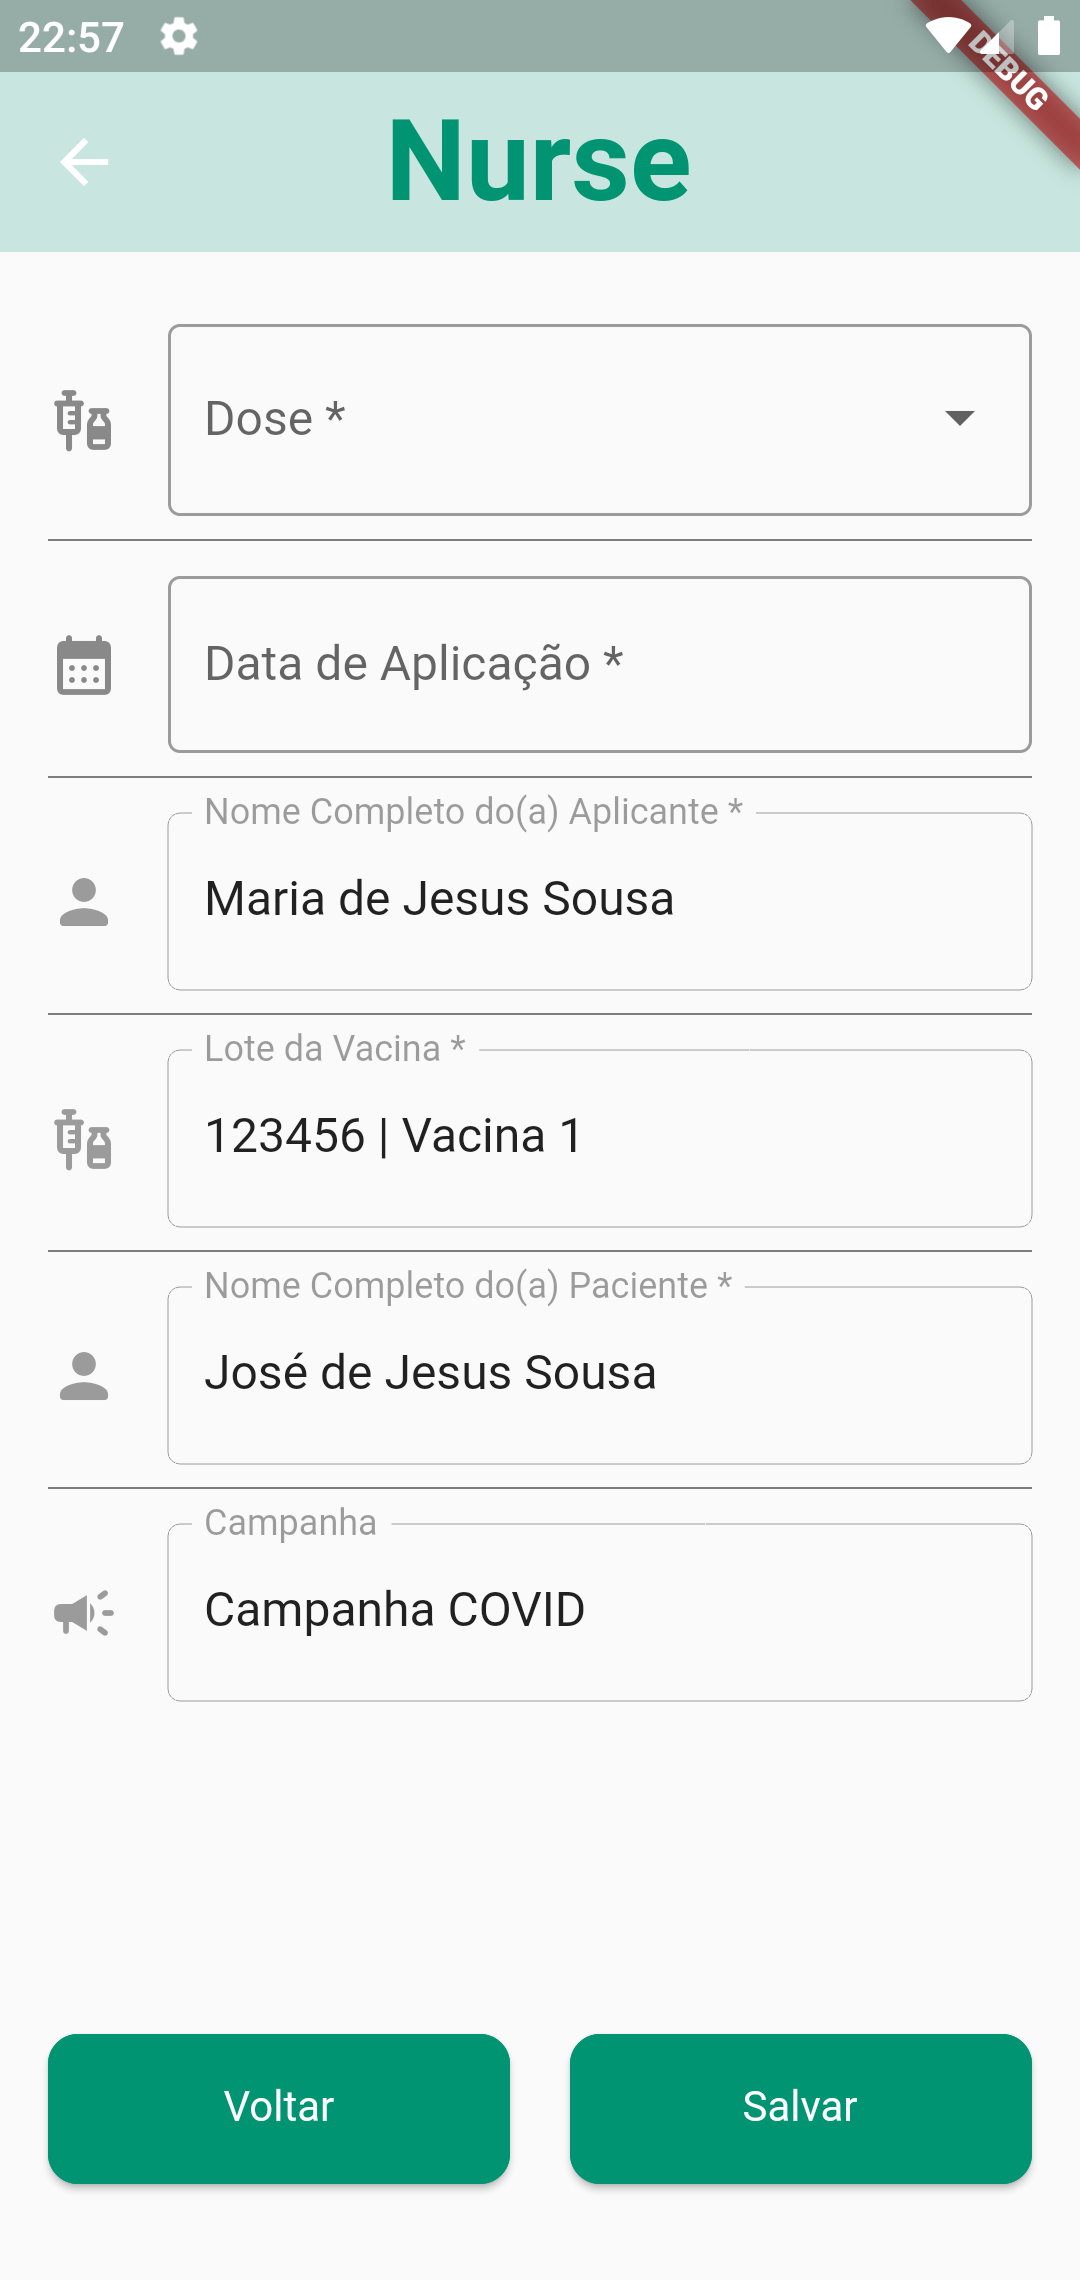 22:57
DEBUG
Nurse
Dose *
Data de Aplicação *
Nome Completo do(a) Aplicante *
Maria de Jesus Sousa
Lote da Vacina *
123456 | Vacina 1
Nome Completo do(a) Paciente *
José de Jesus Sousa
Campanha
Campanha COVID
Voltar
Salvar